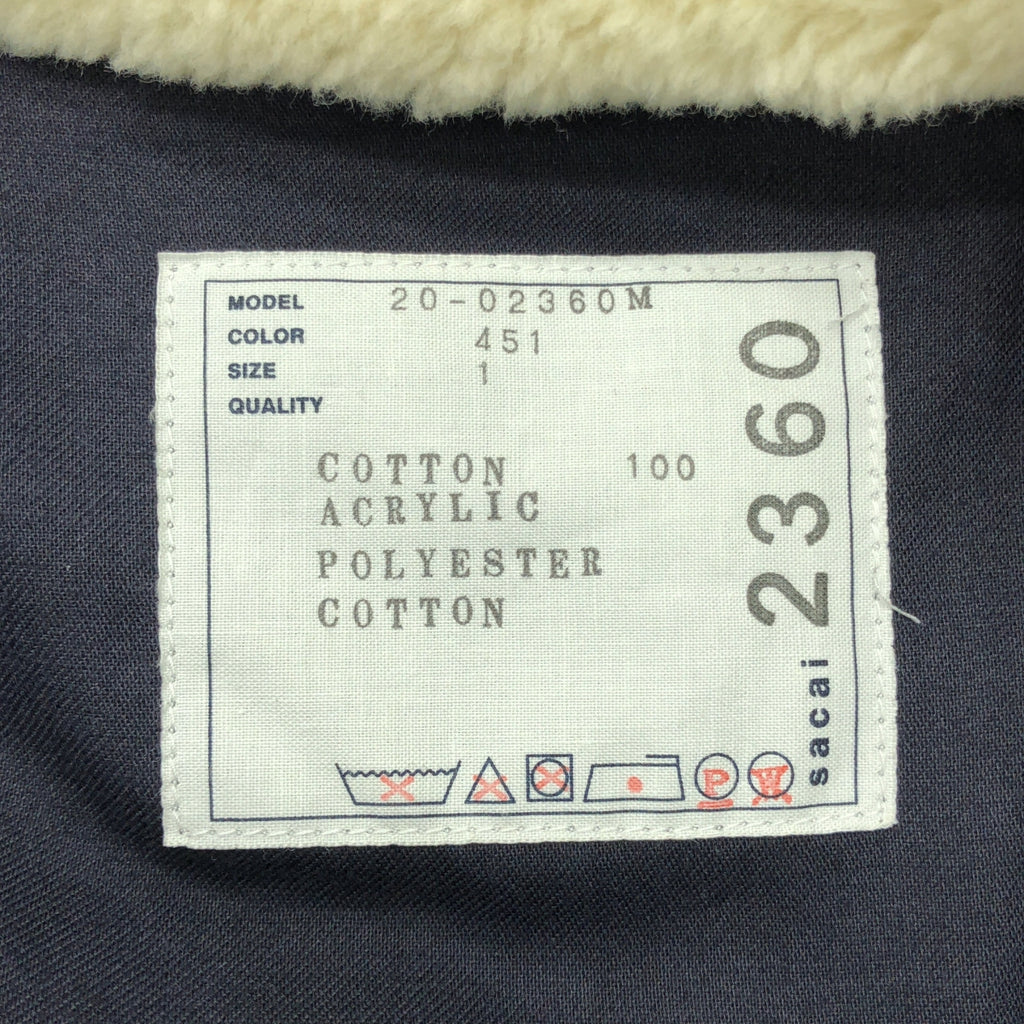 MODEL 20-02360M
COLOR 451
SIZE 1
QUALITY
COTTON 100
ACRYLIC
POLYESTER
COTTON
sacai 2360
P
W